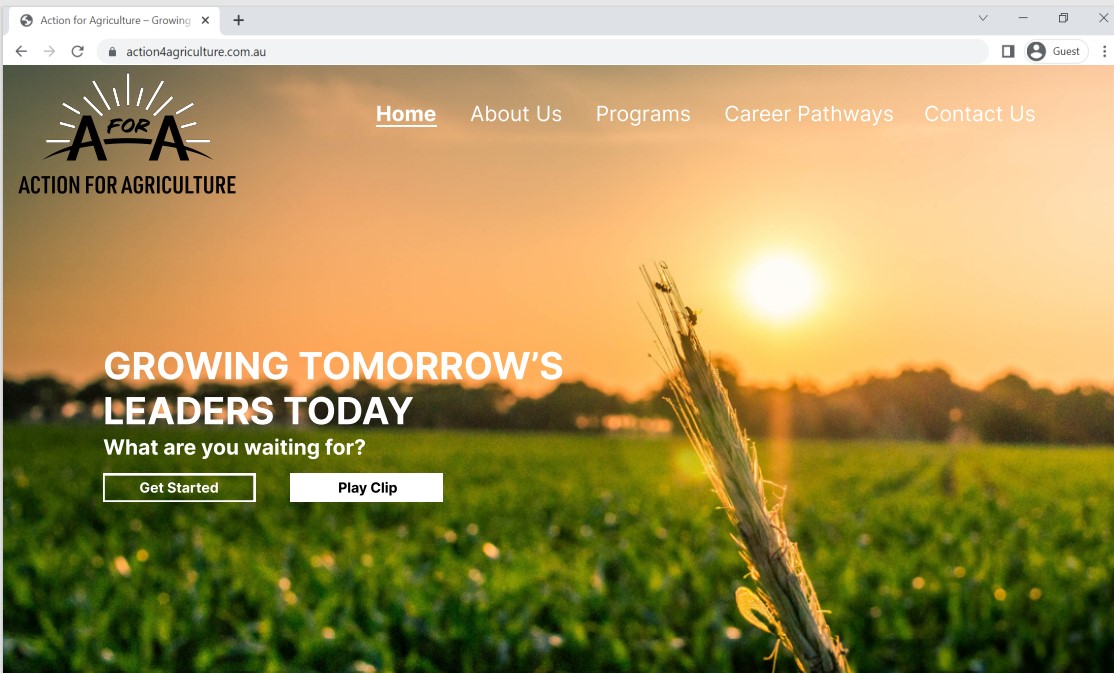 Action for Agriculture – Growing
action4agriculture.com.au
Guest
A FOR A
ACTION FOR AGRICULTURE
Home About Us Programs Career Pathways Contact Us
GROWING TOMORROW’S
LEADERS TODAY
What are you waiting for?
Get Started Play Clip